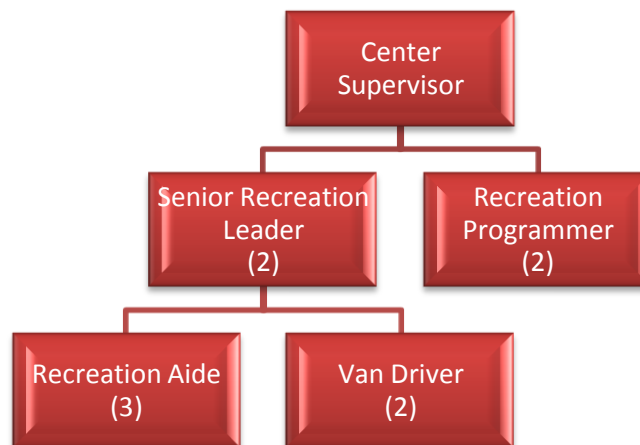 Center
Supervisor
Senior Recreation
Leader
(2)
Recreation
Programmer
(2)
Recreation Aide
(3)
Van Driver
(2)